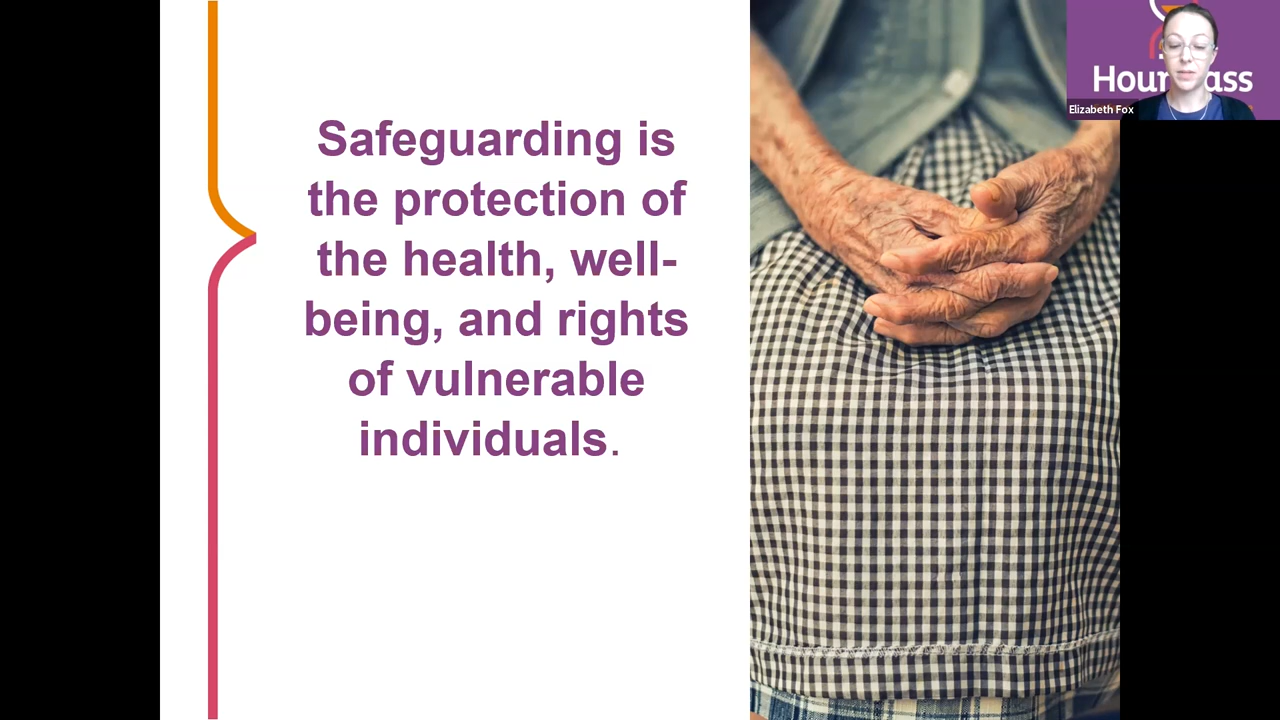 Safeguarding is
the protection of
the health, well-
being, and rights
of vulnerable
individuals.
Elizabeth Fox